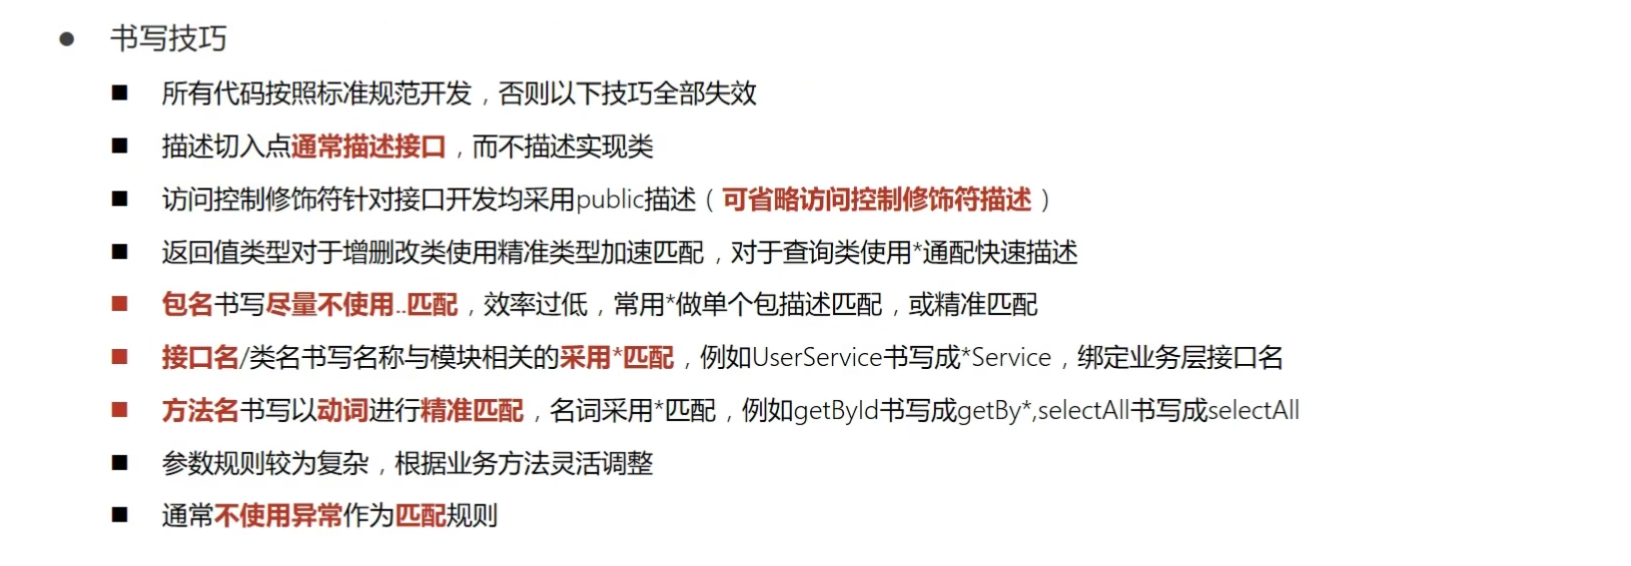 ● 书写技巧
■ 所有代码按照标准规范开发，否则以下技巧全部失效
■ 描述切入点通常描述接口，而不描述实现类
■ 访问控制修饰符针对接口开发均采用public描述（可省略访问控制修饰符描述）
■ 返回值类型对于增删改类使用精准类型加速匹配，对于查询类使用*通配快速描述
■ 包名书写尽量不使用..匹配，效率过低，常用*做单个包描述匹配，或精准匹配
■ 接口名/类名书写名称与模块相关的采用*匹配，例如UserService书写成*Service，绑定业务层接口名
■ 方法名书写以动词进行精准匹配，名词采用*匹配，例如getById书写成getBy*,selectAll书写成selectAll
■ 参数规则较为复杂，根据业务方法灵活调整
■ 通常不使用异常作为匹配规则